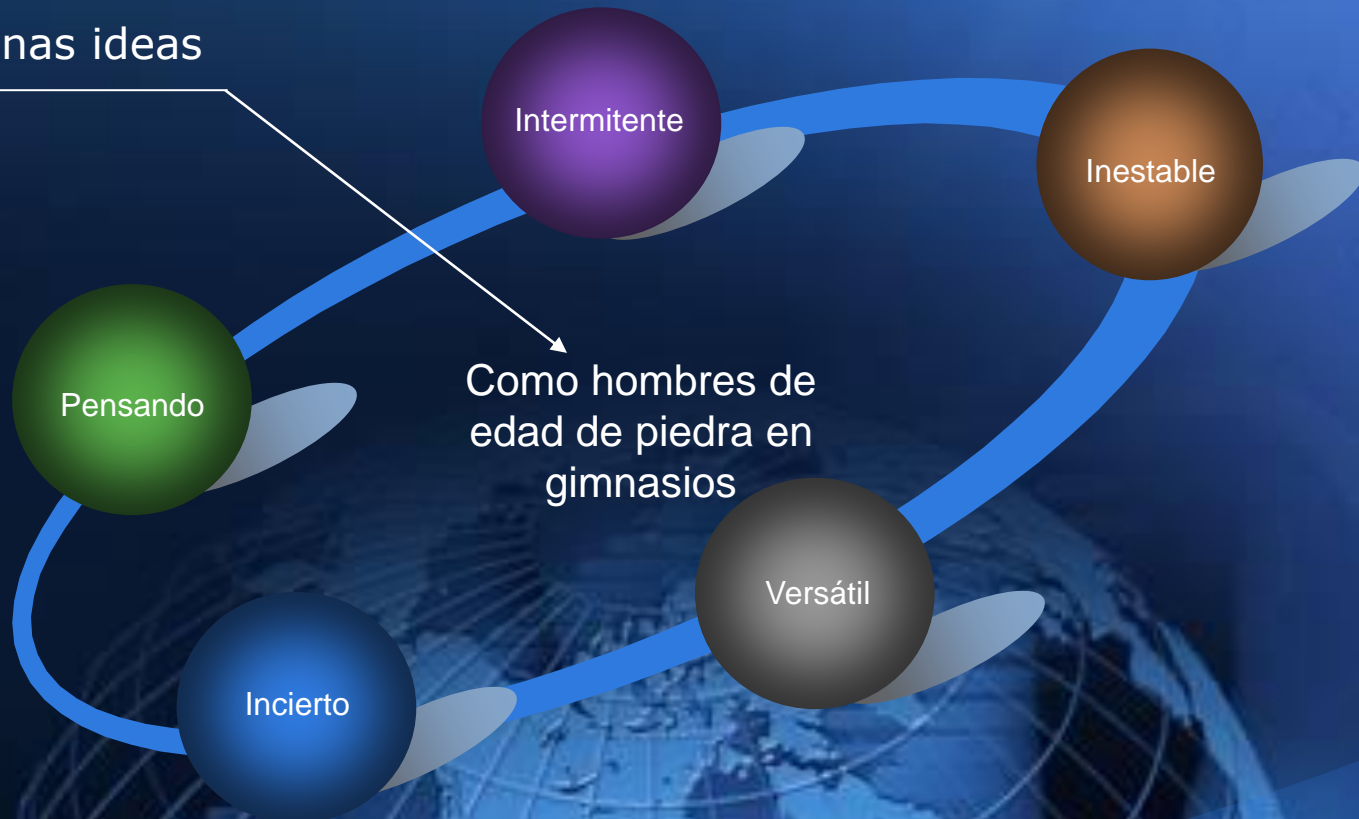 nas ideas
Intermitente
Inestable
Pensando
Como hombres de
edad de piedra en
gimnasios
Versátil
Incierto